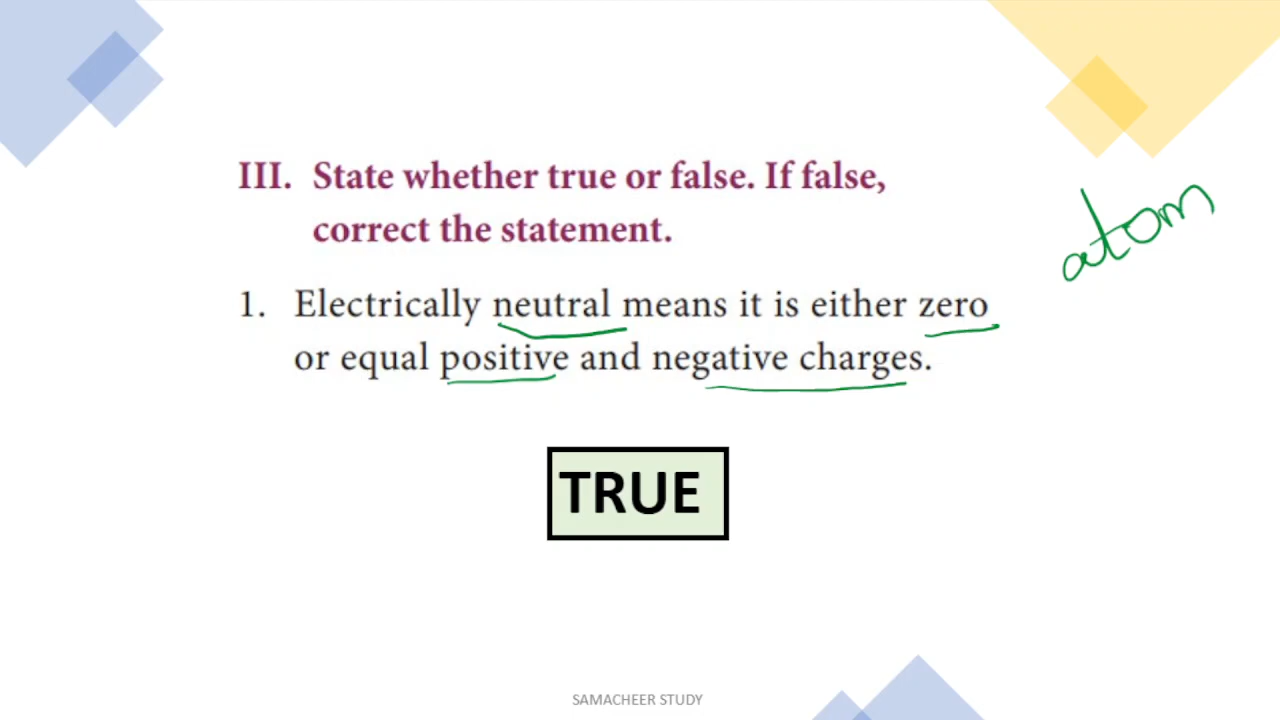 III. State whether true or false. If false,
correct the statement.
atom
1. Electrically neutral means it is either zero
or equal positive and negative charges.
TRUE
SAMACHEER STUDY